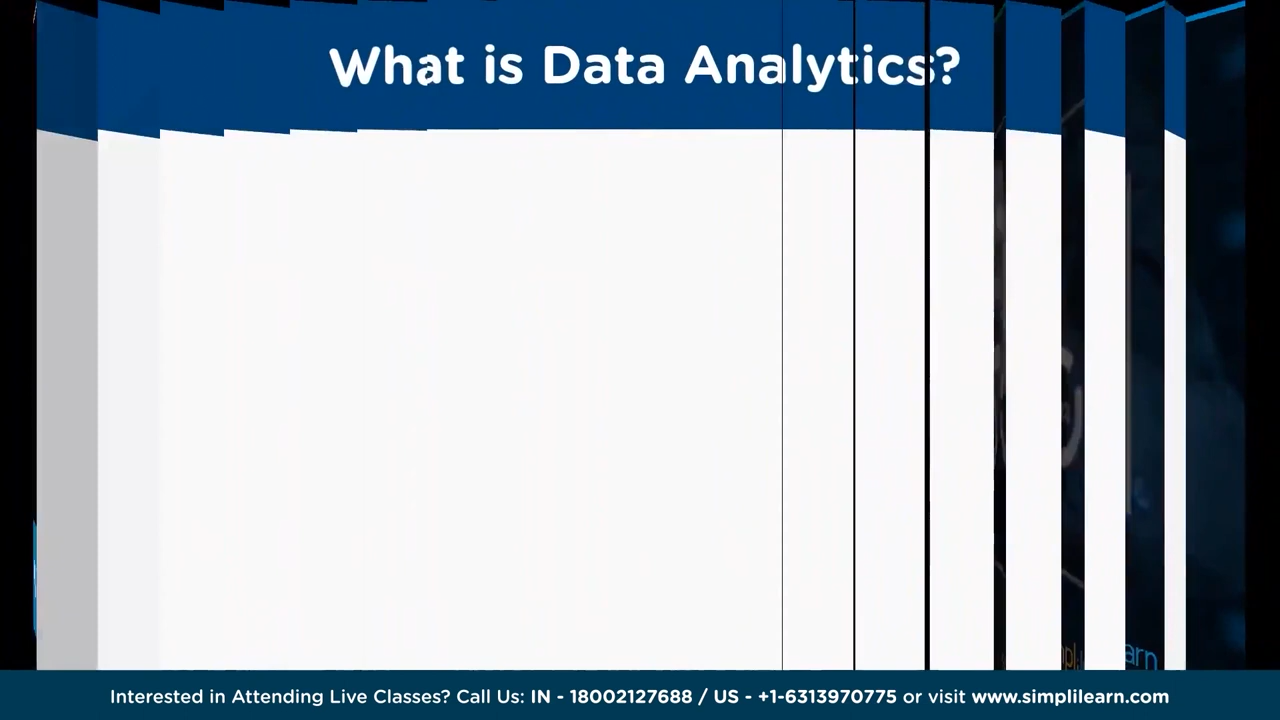 What is Data Analytics?
Interested in Attending Live Classes? Call Us: IN - 18002127688 / US - +1-6313970775 or visit www.simplilearn.com